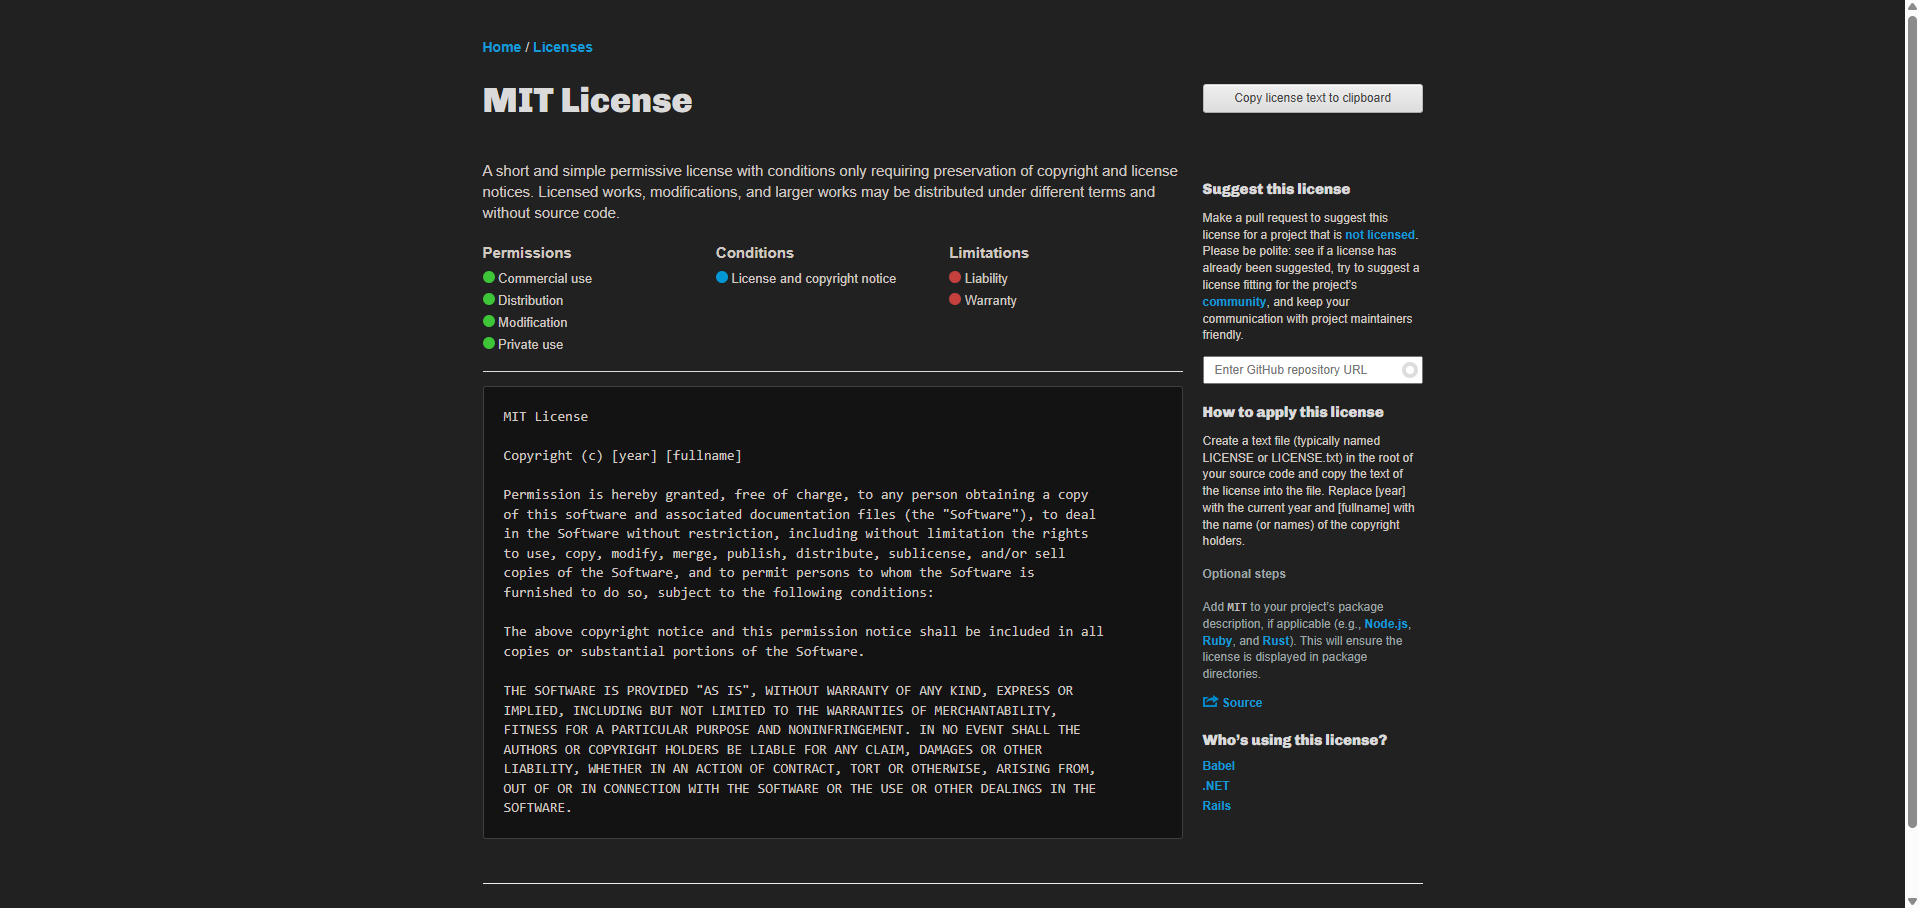 Home / Licenses
MIT License
Copy license text to clipboard
A short and simple permissive license with conditions only requiring preservation of copyright and license
notices. Licensed works, modifications, and larger works may be distributed under different terms and
without source code.
Permissions
Commercial use
Distribution
Modification
Private use
Conditions
License and copyright notice
Limitations
Liability
Warranty
MIT License
Copyright (c) [year] [fullname]
Permission is hereby granted, free of charge, to any person obtaining a copy
of this software and associated documentation files (the "Software"), to deal
in the Software without restriction, including without limitation the rights
to use, copy, modify, merge, publish, distribute, sublicense, and/or sell
copies of the Software, and to permit persons to whom the Software is
furnished to do so, subject to the following conditions:
The above copyright notice and this permission notice shall be included in all
copies or substantial portions of the Software.
THE SOFTWARE IS PROVIDED "AS IS", WITHOUT WARRANTY OF ANY KIND, EXPRESS OR
IMPLIED, INCLUDING BUT NOT LIMITED TO THE WARRANTIES OF MERCHANTABILITY,
FITNESS FOR A PARTICULAR PURPOSE AND NONINFRINGEMENT. IN NO EVENT SHALL THE
AUTHORS OR COPYRIGHT HOLDERS BE LIABLE FOR ANY CLAIM, DAMAGES OR OTHER
LIABILITY, WHETHER IN AN ACTION OF CONTRACT, TORT OR OTHERWISE, ARISING FROM,
OUT OF OR IN CONNECTION WITH THE SOFTWARE OR THE USE OR OTHER DEALINGS IN THE
SOFTWARE.
Suggest this license
Make a pull request to suggest this
license for a project that is not licensed.
Please be polite: see if a license has
already been suggested, try to suggest a
license fitting for the project's
community, and keep your
communication with project maintainers
friendly.
Enter GitHub repository URL
How to apply this license
Create a text file (typically named
LICENSE or LICENSE.txt) in the root of
your source code and copy the text of
the license into the file. Replace [year]
with the current year and [fullname] with
the name (or names) of the copyright
holders.
Optional steps
Add MIT to your project's package
description, if applicable (e.g., Node.js,
Ruby, and Rust). This will ensure the
license is displayed in package
directories.
Source
Who's using this license?
Babel
.NET
Rails